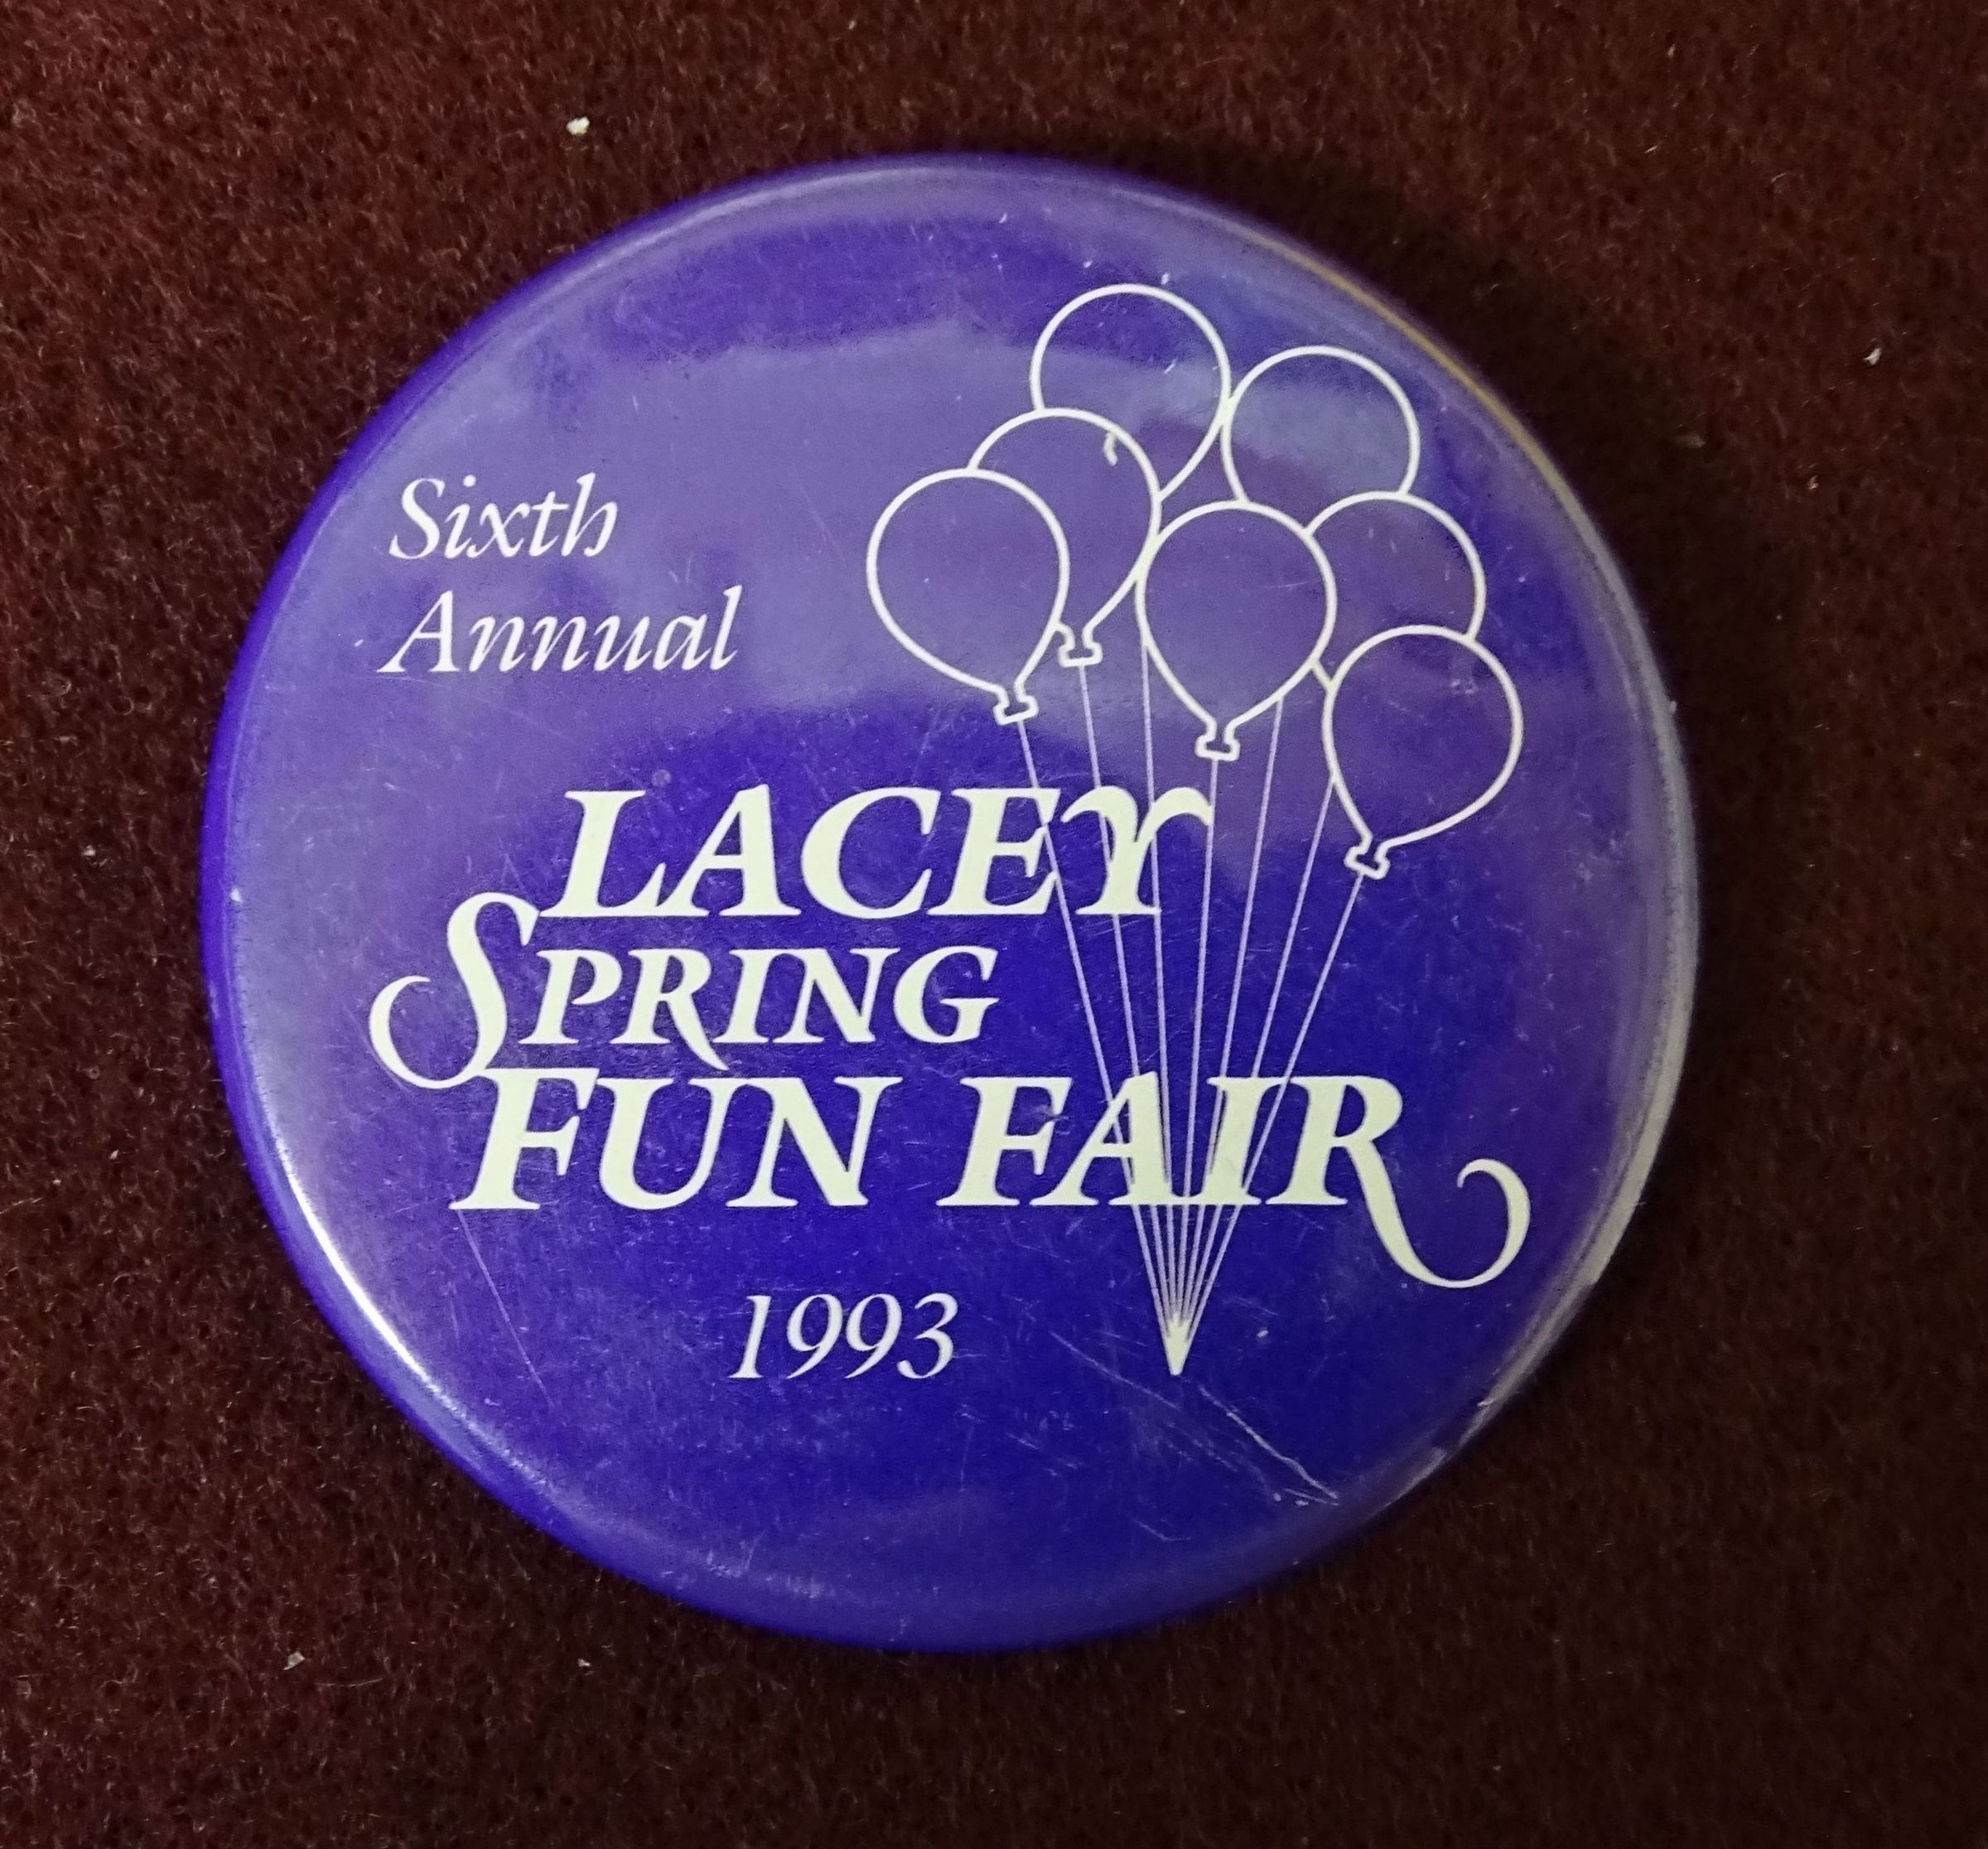 Sixth
Annual
LACEY
SPRING
FUN FAIR
1993